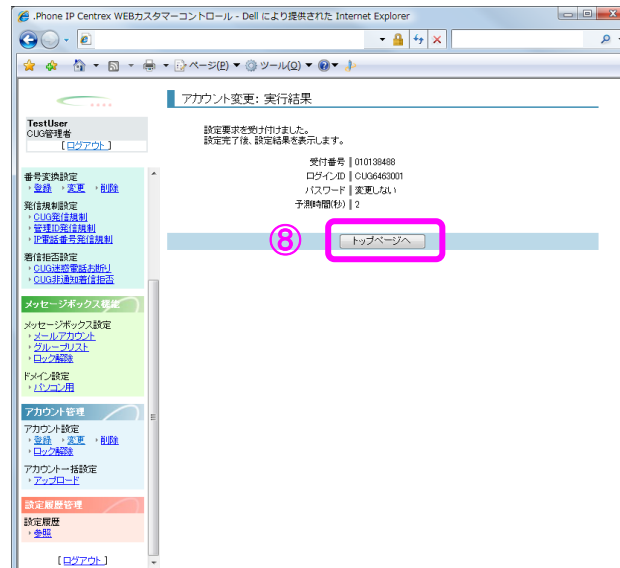 .Phone IP Centrex WEBカスタマーコントロール - Dell により提供された Internet Explorer
ページ(P) ツール(O)
アカウント変更: 実行結果
TestUser
CUG管理者
[ログアウト]
設定要求を受け付けました。
設定完了後、設定結果を表示します。
受付番号 010138488
ログインID CUG6463001
パスワード 変更しない
予測時間(秒) 2
⑧ トップページへ
番号変換設定
登録 変更 削除
発信規制設定
CUG発信規制
管理ID発信規制
IP電話番号発信規制
着信拒否設定
CUG迷惑電話お断り
CUG非通知着信拒否
メッセージボックス機能
メッセージボックス設定
メールアカウント
グループリスト
ロック解除
ドメイン設定
パソコン用
アカウント管理
アカウント設定
登録 変更 削除
ロック解除
アカウント一括設定
アップロード
設定履歴管理
設定履歴
参照
[ログアウト]